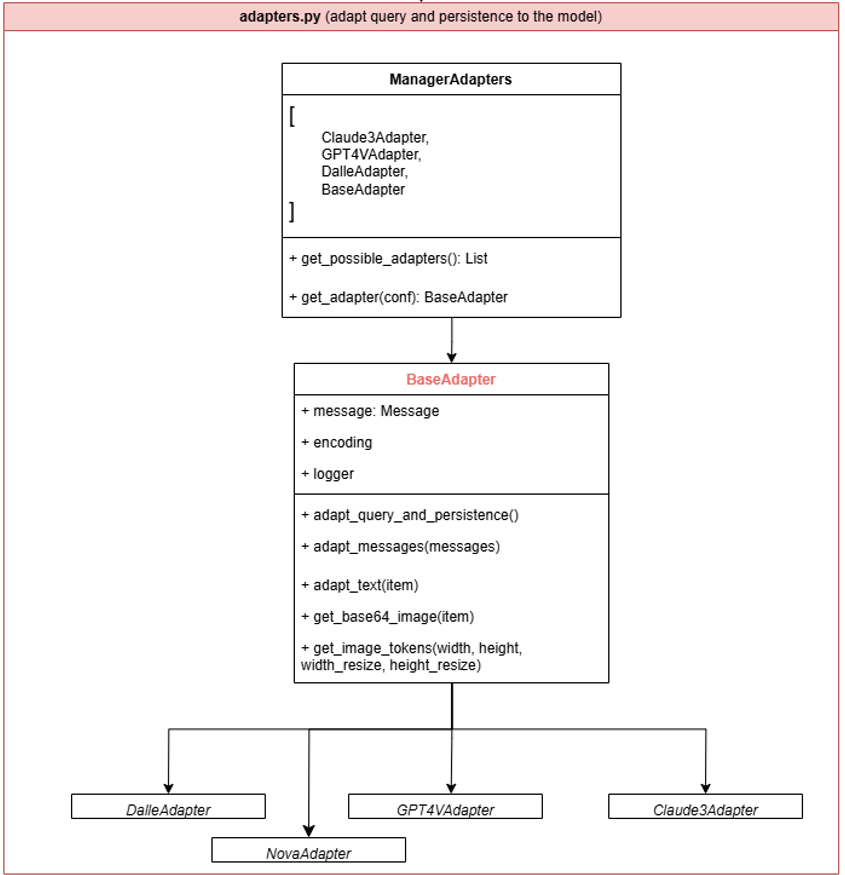 adapters.py (adapt query and persistence to the model)
ManagerAdapters
[
Claude3Adapter,
GPT4VAdapter,
DalleAdapter,
BaseAdapter
]
+ get_possible_adapters(): List
+ get_adapter(conf): BaseAdapter
BaseAdapter
+ message: Message
+ encoding
+ logger
+ adapt_query_and_persistence()
+ adapt_messages(messages)
+ adapt_text(item)
+ get_base64_image(item)
+ get_image_tokens(width, height,
width_resize, height_resize)
DalleAdapter
GPT4VAdapter
Claude3Adapter
NovaAdapter